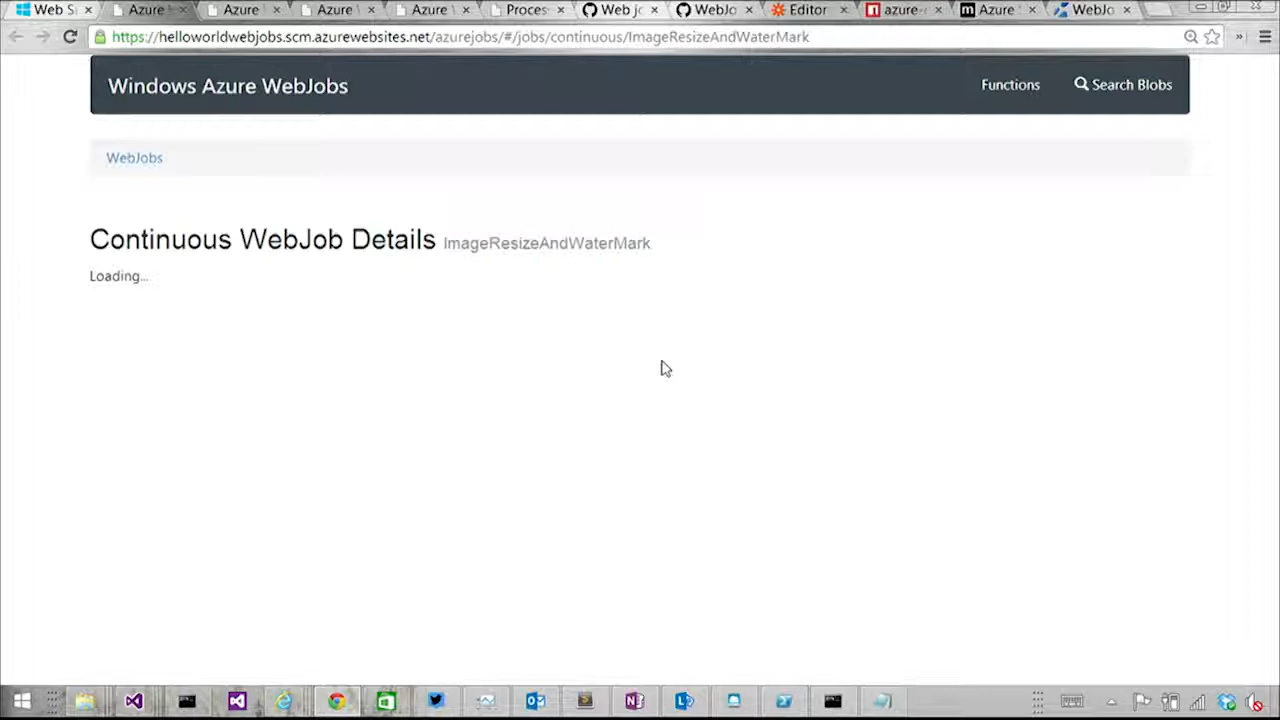 Web S
Azure
Azure
Azure
Azure
Proces
Web jo
WebJo
Editor
azure-
Azure
WebJo
https://helloworldwebjobs.scm.azurewebsites.net/azurejobs/#/jobs/continuous/ImageResizeAndWaterMark
Windows Azure WebJobs
Functions
Search Blobs
WebJobs
Continuous WebJob Details ImageResizeAndWaterMark
Loading...